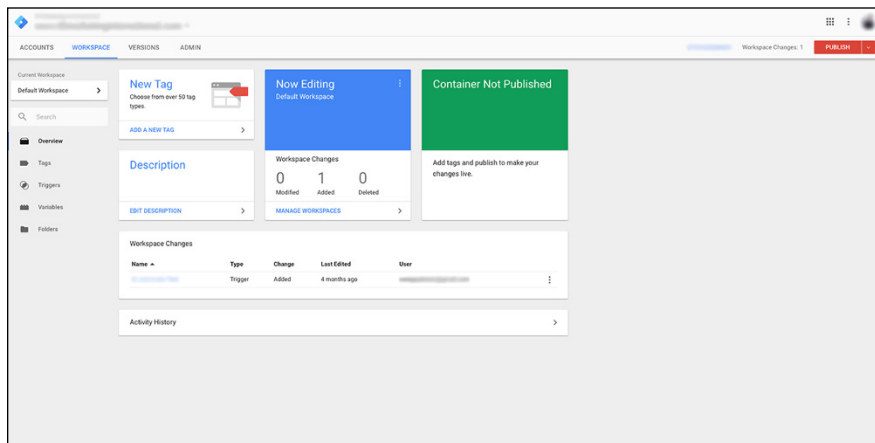 ACCOUNTS WORKSPACE VERSIONS ADMIN
Workspace Changes: 1 PUBLISH
Current Workspace
Default Workspace
Search
Overview
Tags
Triggers
Variables
Folders
New Tag
Choose from over 50 tag
types.
ADD A NEW TAG
Description
EDIT DESCRIPTION
Now Editing
Default Workspace
Workspace Changes
0 1 0
Modified Added Deleted
MANAGE WORKSPACES
Container Not Published
Add tags and publish to make your
changes live.
Workspace Changes
Name Type Change Last Edited User
Trigger Added 4 months ago
Activity History